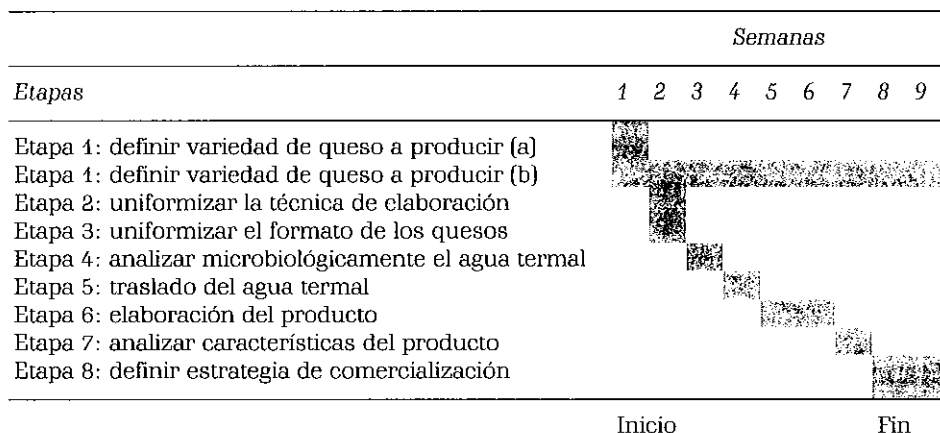 Semanas
Etapas 1 2 3 4 5 6 7 8 9
Etapa 1: definir variedad de queso a producir (a)
Etapa 1: definir variedad de queso a producir (b)
Etapa 2: uniformizar la técnica de elaboración
Etapa 3: uniformizar el formato de los quesos
Etapa 4: analizar microbiológicamente el agua termal
Etapa 5: traslado del agua termal
Etapa 6: elaboración del producto
Etapa 7: analizar características del producto
Etapa 8: definir estrategia de comercialización
Inicio Fin